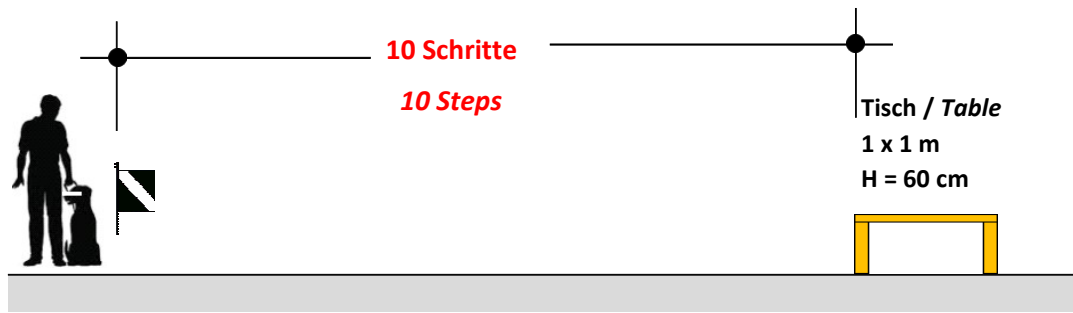 10 Schritte
10 Steps
Tisch / Table
1 x 1 m
H = 60 cm